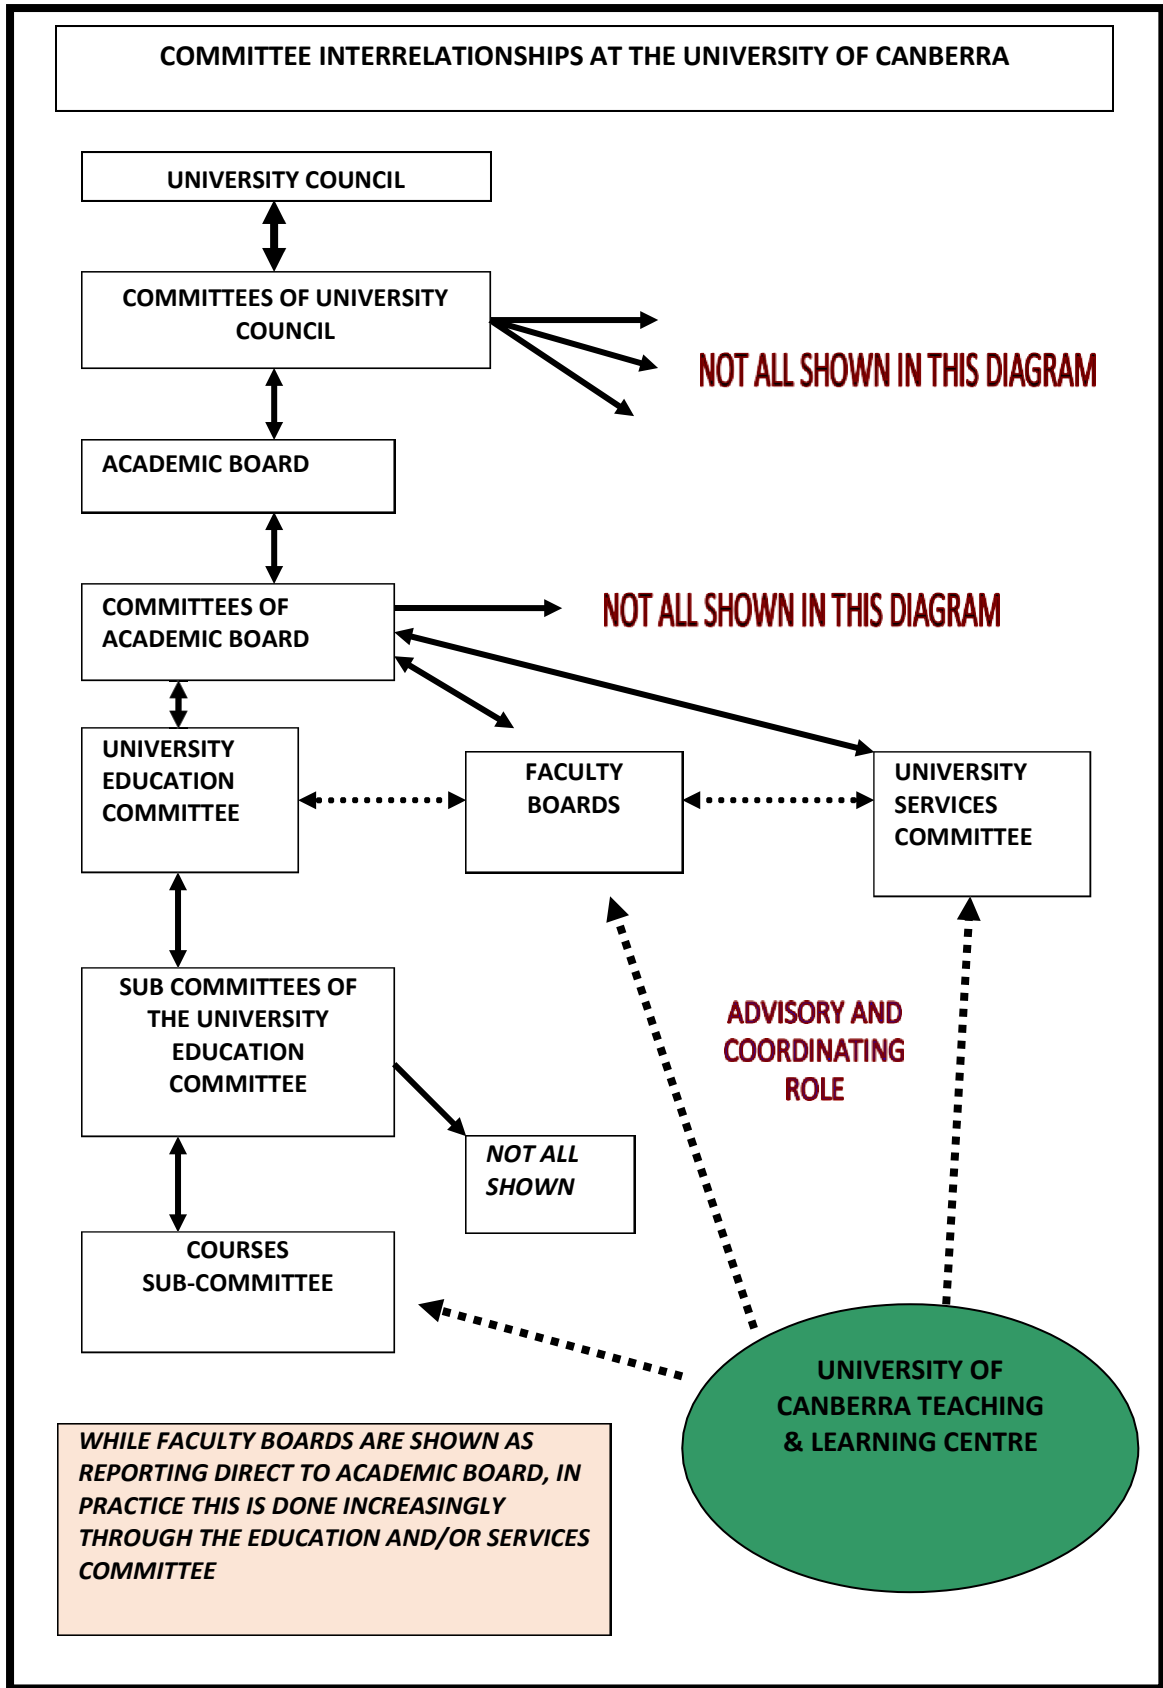 COMMITTEE INTERRELATIONSHIPS AT THE UNIVERSITY OF CANBERRA
UNIVERSITY COUNCIL
COMMITTEES OF UNIVERSITY
COUNCIL
NOT ALL SHOWN IN THIS DIAGRAM
ACADEMIC BOARD
COMMITTEES OF
ACADEMIC BOARD
NOT ALL SHOWN IN THIS DIAGRAM
UNIVERSITY
EDUCATION
COMMITTEE
FACULTY
BOARDS
UNIVERSITY
SERVICES
COMMITTEE
SUB COMMITTEES OF
THE UNIVERSITY
EDUCATION
COMMITTEE
ADVISORY AND
COORDINATING
ROLE
NOT ALL
SHOWN
COURSES
SUB-COMMITTEE
UNIVERSITY OF
CANBERRA TEACHING
& LEARNING CENTRE
WHILE FACULTY BOARDS ARE SHOWN AS
REPORTING DIRECT TO ACADEMIC BOARD, IN
PRACTICE THIS IS DONE INCREASINGLY
THROUGH THE EDUCATION AND/OR SERVICES
COMMITTEE